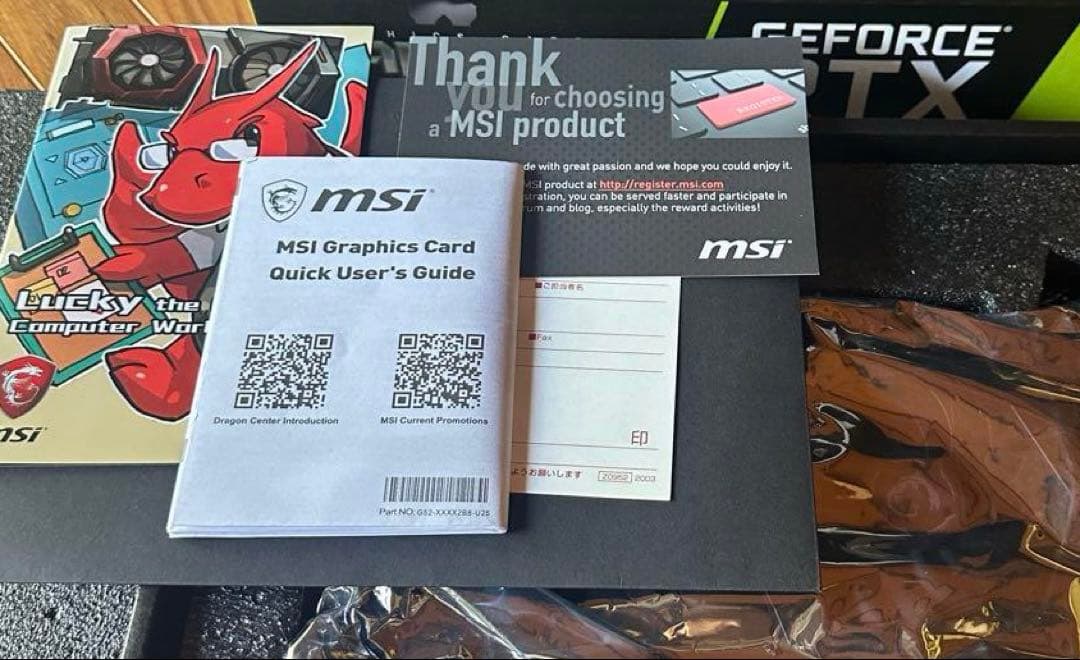 GEFORCE
RTX
Thank
you for choosing
a MSI product
REGISTER
de with great passion and we hope you could enjoy it.
MSI product at http://register.msi.com
stration, you can be served faster and participate in
rum and blog, especially the reward activities!
msi
Lucky the
Computer War
msi
msi
MSI Graphics Card
Quick User's Guide
Dragon Center Introduction
MSI Current Promotions
Part NO: G52-XXXX2B8-U28
■ご担当者名
■Fax
印
ようお願いします
Z0952 2003